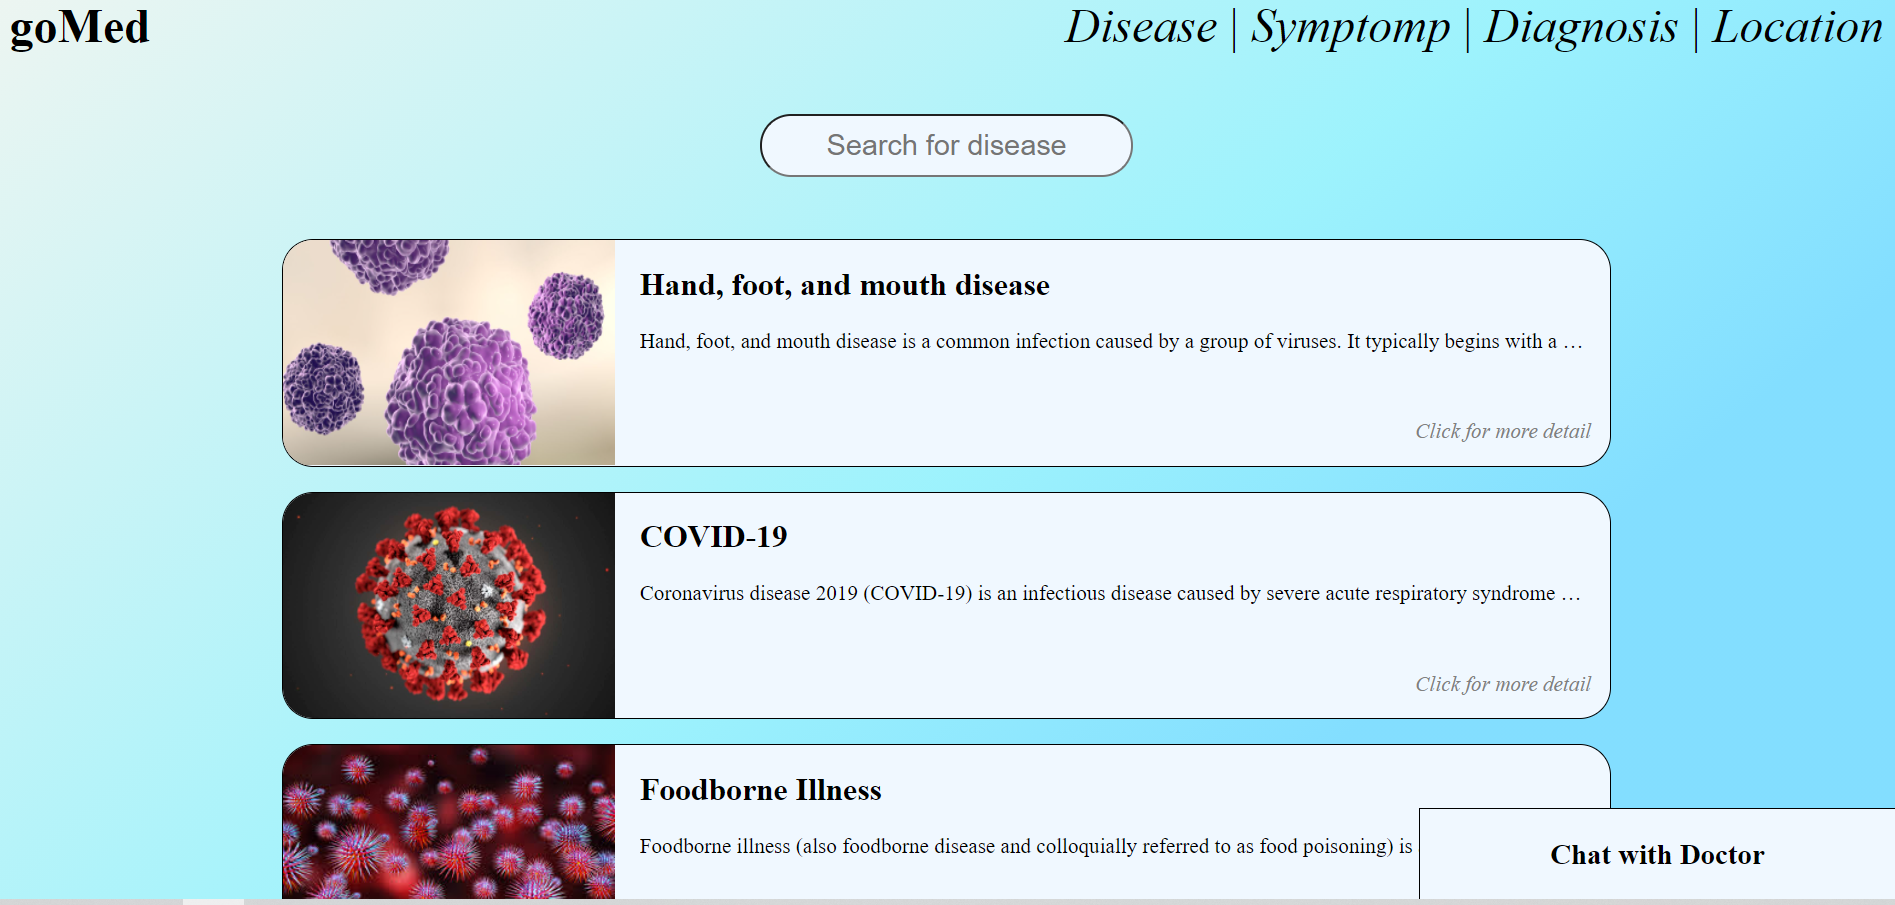 goMed
Disease | Symptomp | Diagnosis | Location
Search for disease
Hand, foot, and mouth disease
Hand, foot, and mouth disease is a common infection caused by a group of viruses. It typically begins with a …
Click for more detail
COVID-19
Coronavirus disease 2019 (COVID-19) is an infectious disease caused by severe acute respiratory syndrome …
Click for more detail
Foodborne Illness
Foodborne illness (also foodborne disease and colloquially referred to as food poisoning) is
Chat with Doctor